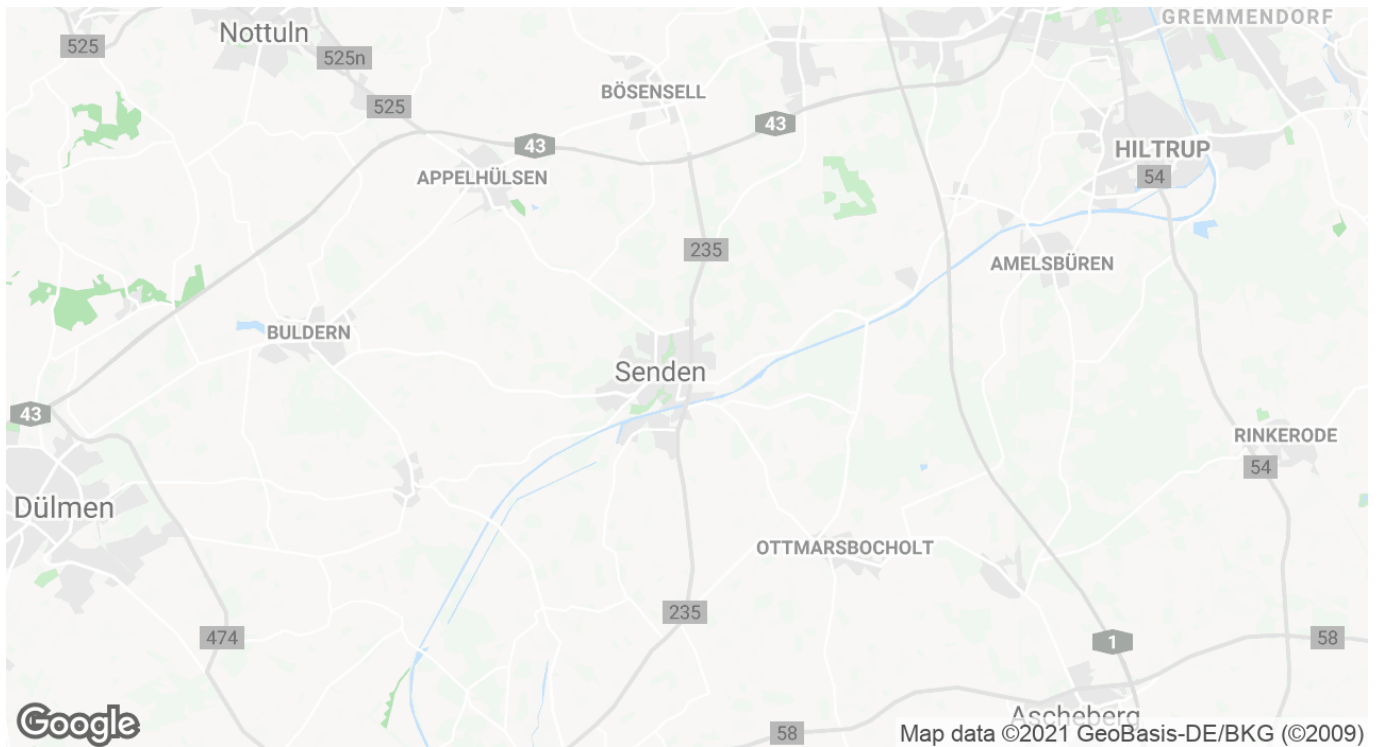 GREMMENDORF
Nottuln
525
525n
BÖSENSELL
525
43
43
HILTRUP
54
APPELHÜLSEN
235
AMELSBÜREN
BULDERN
Senden
43
RINKERODE
54
Dülmen
OTTMARSBOCHOLT
235
474
1
58
Ascheberg
Google
58
Map data ©2021 GeoBasis-DE/BKG (©2009)